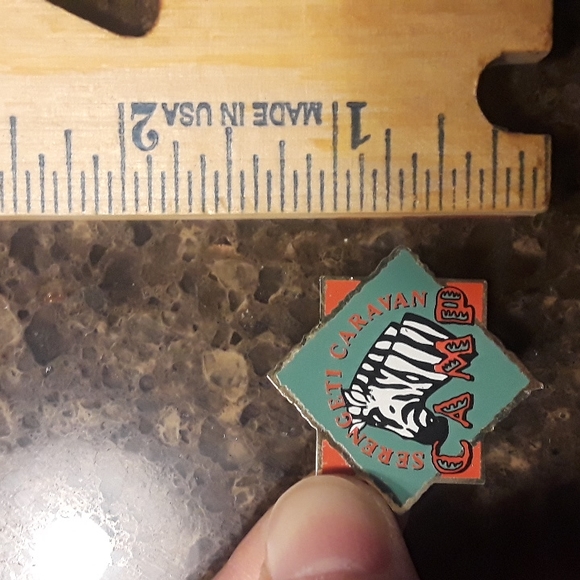 1 MADE IN USA 2
SERENGETI CARAVAN
CAMP